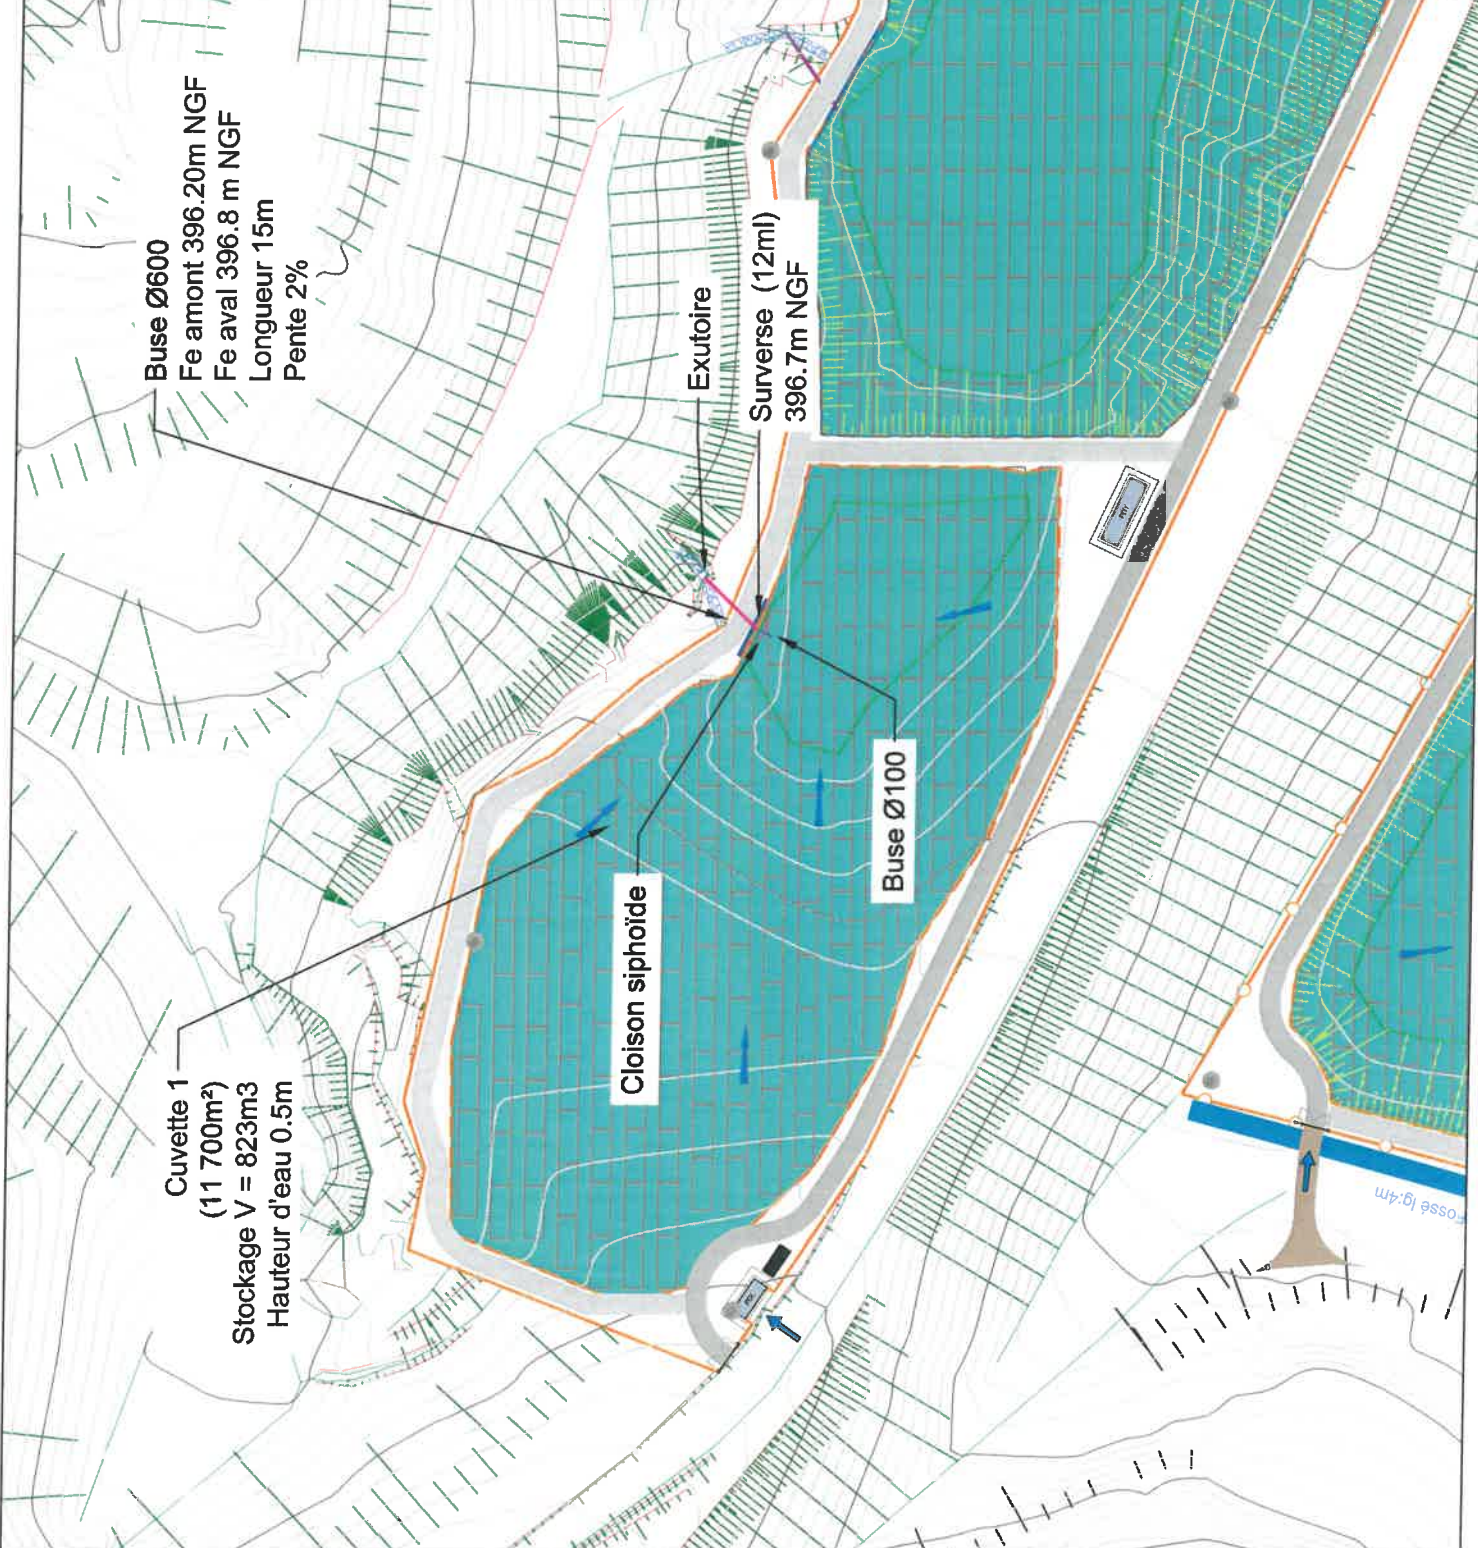 Buse Ø600
Fe amont 396.20m NGF
Fe aval 396.8 m NGF
Longueur 15m
Pente 2%
Exutoire
Surverse (12ml)
396.7m NGF
Cuvette 1
(11 700m²)
Stockage V = 823m3
Hauteur d'eau 0.5m
Cloison siphoïde
Buse Ø100
Fossé lg:4m